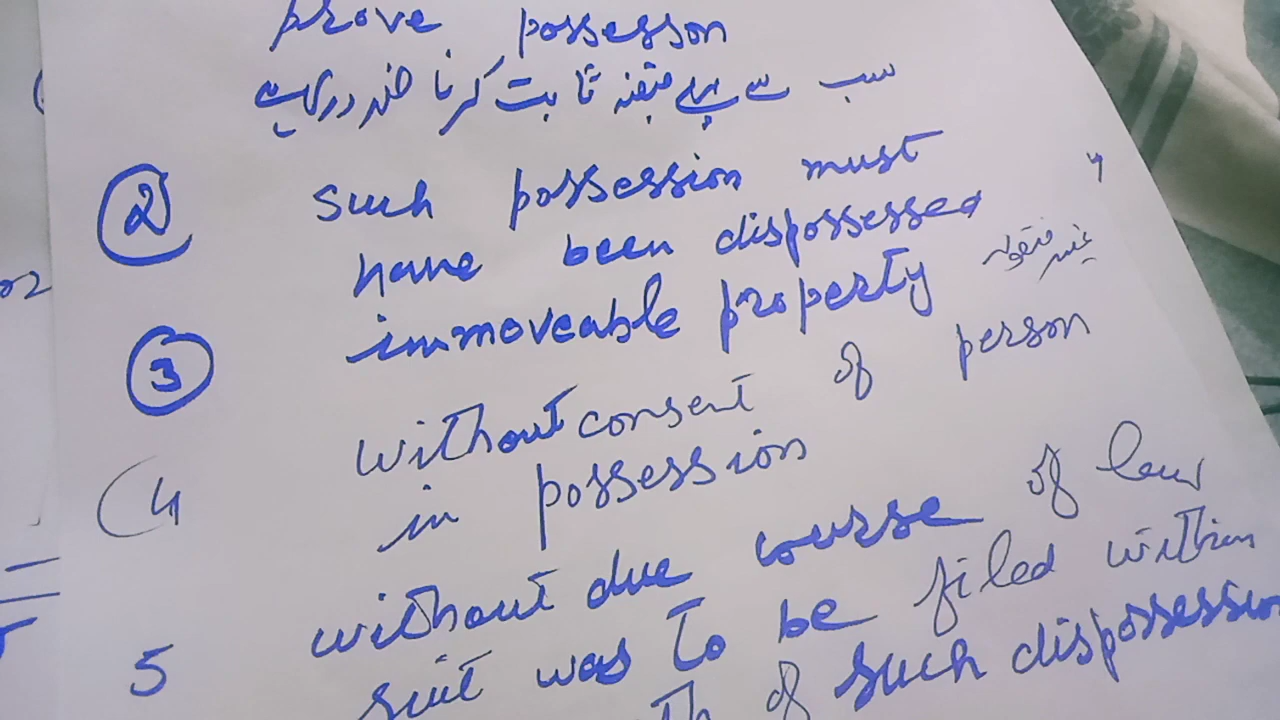 prove possesson
سب سے پہلے قبضہ ثابت کرنا ضروری ہے
2 such possession must
have been dispossessed
immoveable property غیر منقولہ
3
without consent of person
4 in possession
without due course of law
5 suit was to be filed within
of such dispossession